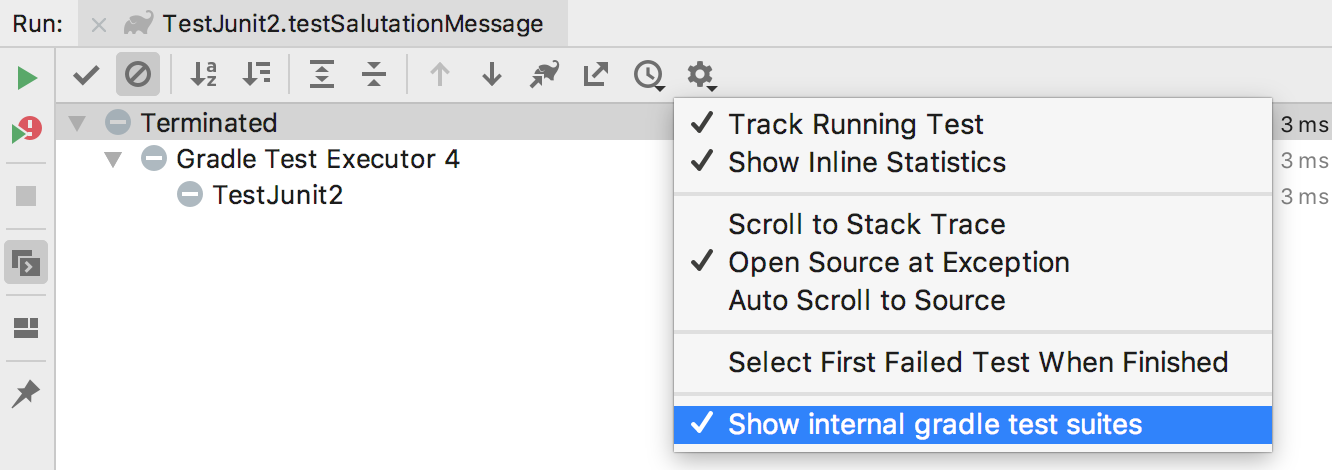 Run: TestJunit2.testSalutationMessage
Terminated
3 ms
Gradle Test Executor 4
3 ms
TestJunit2
3 ms
Track Running Test
Show Inline Statistics
Scroll to Stack Trace
Open Source at Exception
Auto Scroll to Source
Select First Failed Test When Finished
Show internal gradle test suites